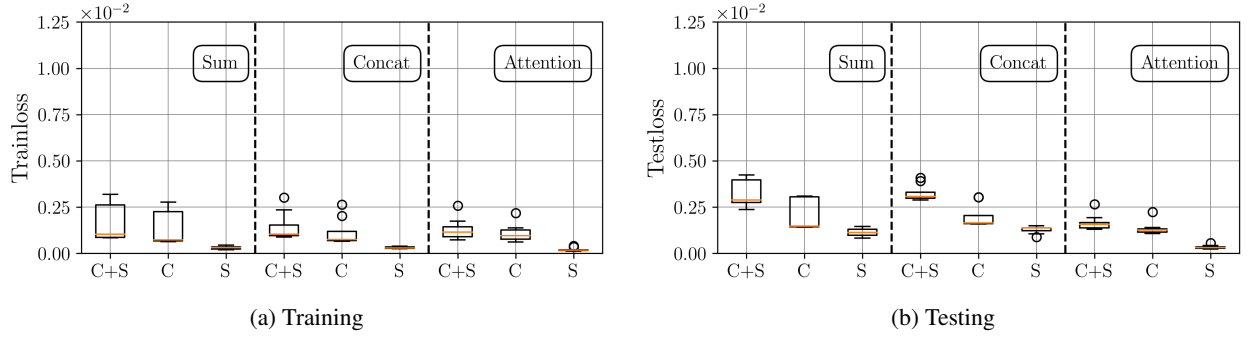 ×10⁻²
1.25
1.00
0.75
0.50
0.25
0.00
Trainloss
Sum
Concat
Attention
C+S C S C+S C S C+S C S
(a) Training
×10⁻²
1.25
1.00
0.75
0.50
0.25
0.00
Testloss
Sum
Concat
Attention
C+S C S C+S C S C+S C S
(b) Testing